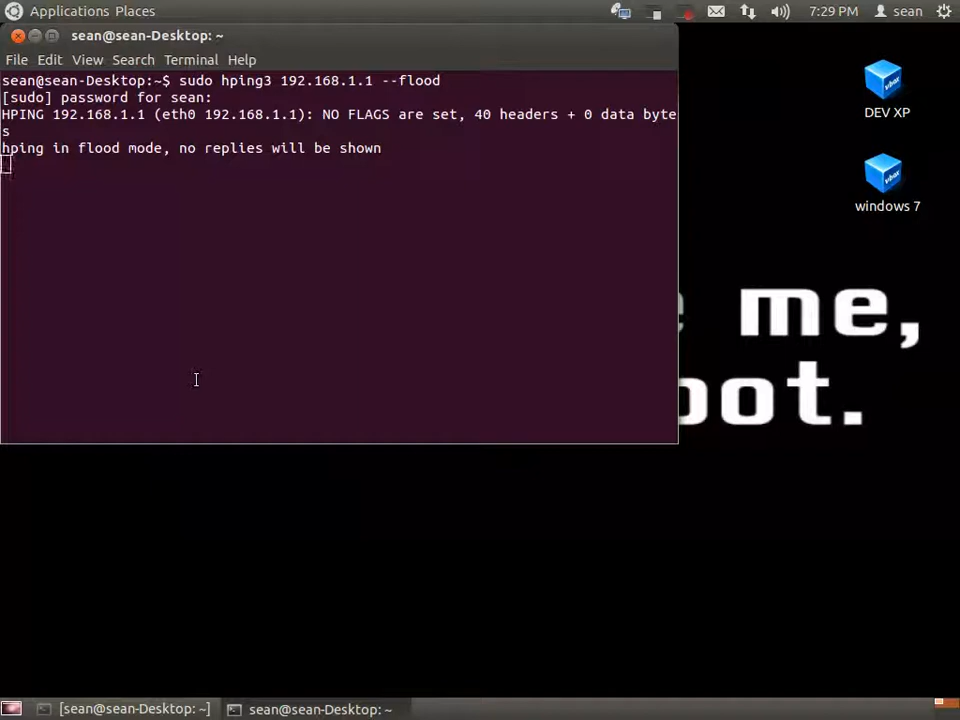 Applications Places
7:29 PM
sean
sean@sean-Desktop: ~
File Edit View Search Terminal Help
sean@sean-Desktop:~$ sudo hping3 192.168.1.1 --flood
[sudo] password for sean:
HPING 192.168.1.1 (eth0 192.168.1.1): NO FLAGS are set, 40 headers + 0 data byte
s
hping in flood mode, no replies will be shown
vbox
DEV XP
vbox
windows 7
me,
oot.
[sean@sean-Desktop: ~]
sean@sean-Desktop: ~